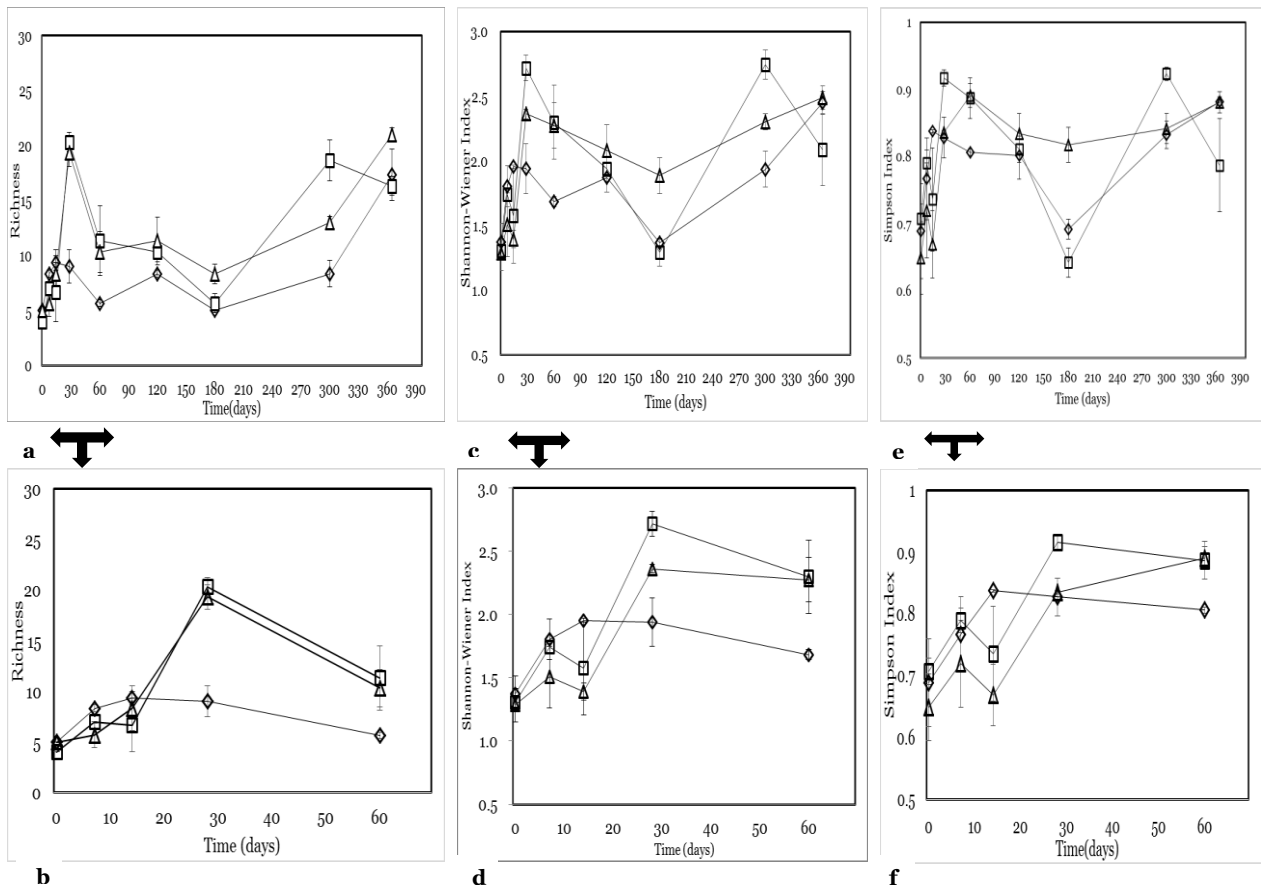 30
25
20
15
10
5
0
Richness
0 30 60 90 120 150 180 210 240 270 300 330 360 390
Time(days)
a
3.0
2.5
2.0
1.5
1.0
0.5
Shannon-Wiener Index
0 30 60 90 120 150 180 210 240 270 300 330 360 390
Time (days)
c
1
0.9
0.8
0.7
0.6
0.5
Simpson Index
0 30 60 90 120 150 180 210 240 270 300 330 360 390
Time (days)
e
30
25
20
15
10
5
0
Richness
0 10 20 30 40 50 60
Time (days)
b
3.0
2.5
2.0
1.5
1.0
0.5
Shannon-Wiener Index
0 10 20 30 40 50 60
Time (days)
d
1
0.9
0.8
0.7
0.6
0.5
Simpson Index
0 10 20 30 40 50 60
Time(days)
f